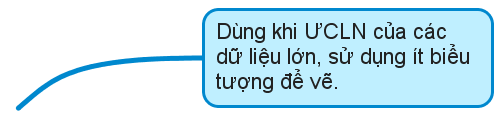 Dùng khi ƯCLN của các
dữ liệu lớn, sử dụng ít biểu
tượng để vẽ.